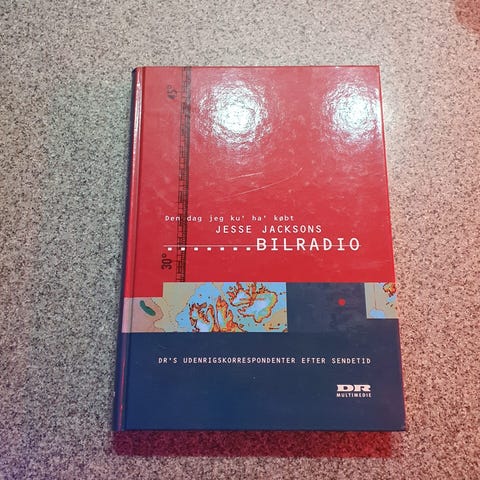 45°
Den dag jeg ku' ha' købt
JESSE JACKSONS
.......BILRADIO
30°
DR'S UDENRIGSKORRESPONDENTER EFTER SENDETID
DR
MULTIMEDIE